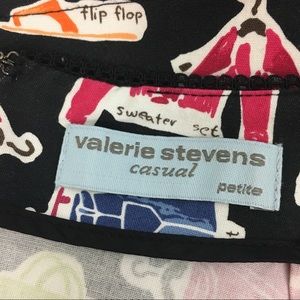 flip flop
sweater set
valerie stevens
casual
petite